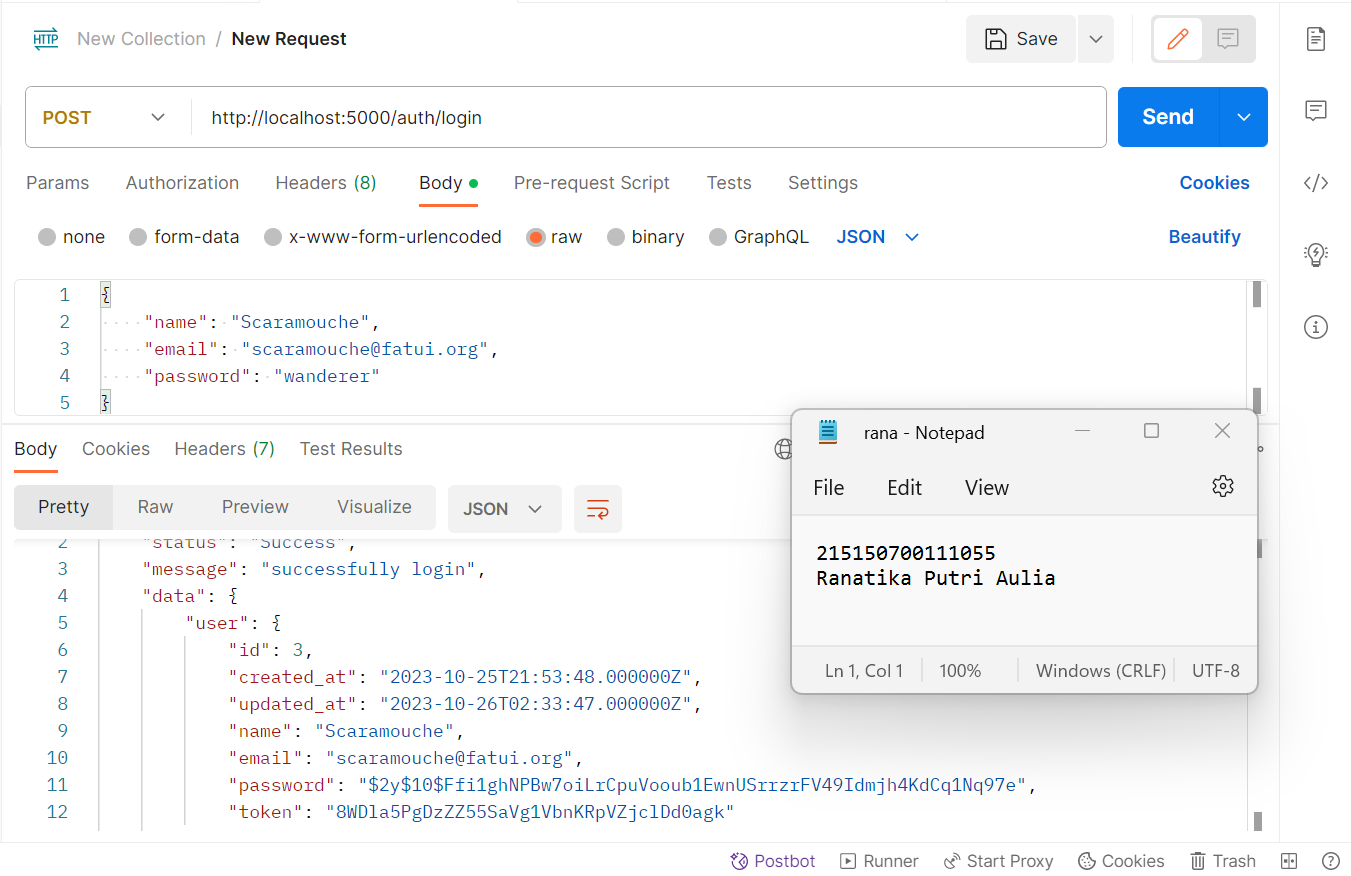 HTTP New Collection / New Request Save
POST http://localhost:5000/auth/login Send
Params Authorization Headers (8) Body Pre-request Script Tests Settings Cookies
none form-data x-www-form-urlencoded raw binary GraphQL JSON Beautify
1 {
2 "name": "Scaramouche",
3 "email": "scaramouche@fatui.org",
4 "password": "wanderer"
5 }
Body Cookies Headers (7) Test Results
Pretty Raw Preview Visualize JSON
2 "status": "Success",
3 "message": "successfully login",
4 "data": {
5 "user": {
6 "id": 3,
7 "created_at": "2023-10-25T21:53:48.000000Z",
8 "updated_at": "2023-10-26T02:33:47.000000Z",
9 "name": "Scaramouche",
10 "email": "scaramouche@fatui.org",
11 "password": "$2y$10$Ffi1ghNPBw7oiLrCpuVooub1EwnUSrrzrFV49Idmjh4KdCq1Nq97e",
12 "token": "8WDla5PgDzZZ55SaVg1VbnKRpVZjclDd0agk"
rana - Notepad
File Edit View
215150700111055
Ranatika Putri Aulia
Ln 1, Col 1 100% Windows (CRLF) UTF-8
Postbot Runner Start Proxy Cookies Trash